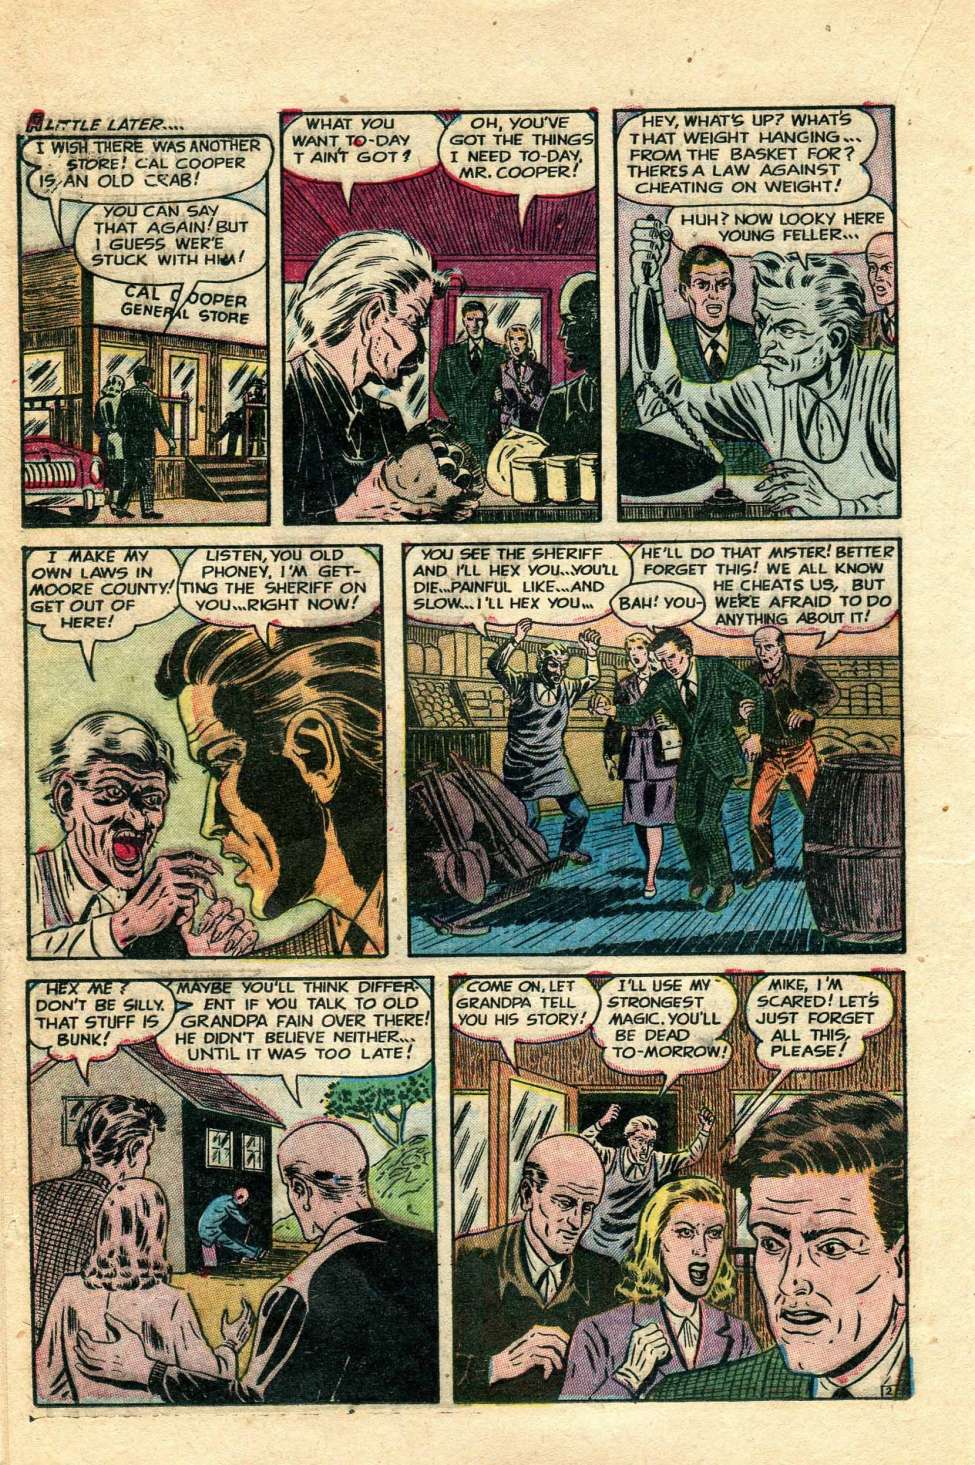 A LITTLE LATER....
I WISH THERE WAS ANOTHER
STORE! CAL COOPER
IS AN OLD CRAB!
YOU CAN SAY
THAT AGAIN! BUT
I GUESS WER'E
STUCK WITH HIM!
CAL COOPER
GENERAL STORE
WHAT YOU
WANT TO-DAY
T AIN'T GOT?
OH, YOU'VE
GOT THE THINGS
I NEED TO-DAY,
MR. COOPER!
HEY, WHAT'S UP? WHAT'S
THAT WEIGHT HANGING...
FROM THE BASKET FOR?
THERES A LAW AGAINST
CHEATING ON WEIGHT!
HUH? NOW LOOKY HERE
YOUNG FELLER...
I MAKE MY
OWN LAWS IN
MOORE COUNTY!
GET OUT OF
HERE!
LISTEN, YOU OLD
PHONEY, I'M GET-
TING THE SHERIFF ON
YOU...RIGHT NOW!
YOU SEE THE SHERIFF
AND I'LL HEX YOU...YOU'LL
DIE...PAINFUL LIKE...AND
SLOW...I'LL HEX YOU...
BAH! YOU-
HE'LL DO THAT MISTER! BETTER
FORGET THIS! WE ALL KNOW
HE CHEATS US, BUT
WE'RE AFRAID TO DO
ANYTHING ABOUT IT!
HEX ME?
DON'T BE SILLY.
THAT STUFF IS
BUNK!
MAYBE YOU'LL THINK DIFFER-
ENT IF YOU TALK TO OLD
GRANDPA FAIN OVER THERE!
HE DIDN'T BELIEVE NEITHER...
UNTIL IT WAS TOO LATE!
COME ON, LET
GRANDPA TELL
YOU HIS STORY!
I'LL USE MY
STRONGEST
MAGIC. YOU'LL
BE DEAD
TO-MORROW!
MIKE, I'M
SCARED! LET'S
JUST FORGET
ALL THIS,
PLEASE!
2